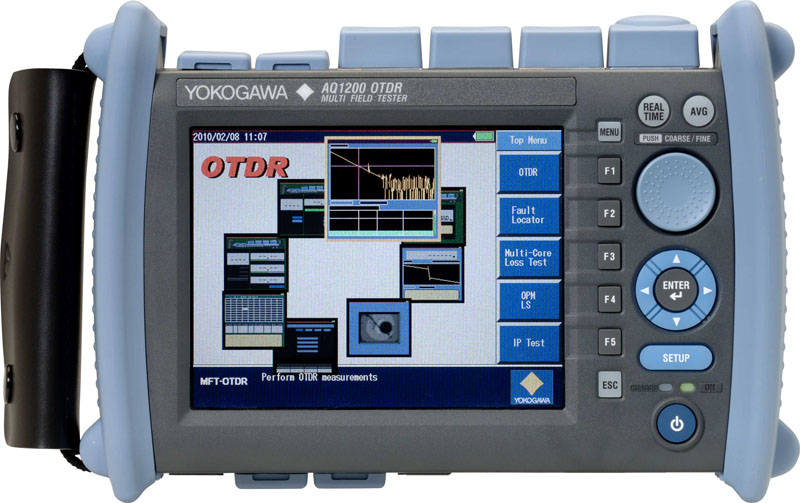 YOKOGAWA AQ1200 OTDR
MULTI FIELD TESTER
REAL TIME
AVG
MENU
PUSH COARSE / FINE
2010/02/08 11:07
Top Menu
OTDR
OTDR
F1
Fault
Locator
F2
Multi-Core
Loss Test
F3
ENTER
OPM
LS
F4
IP Test
F5
SETUP
MFT-OTDR Perform OTDR measurements
YOKOGAWA
ESC
CHARGE
ON